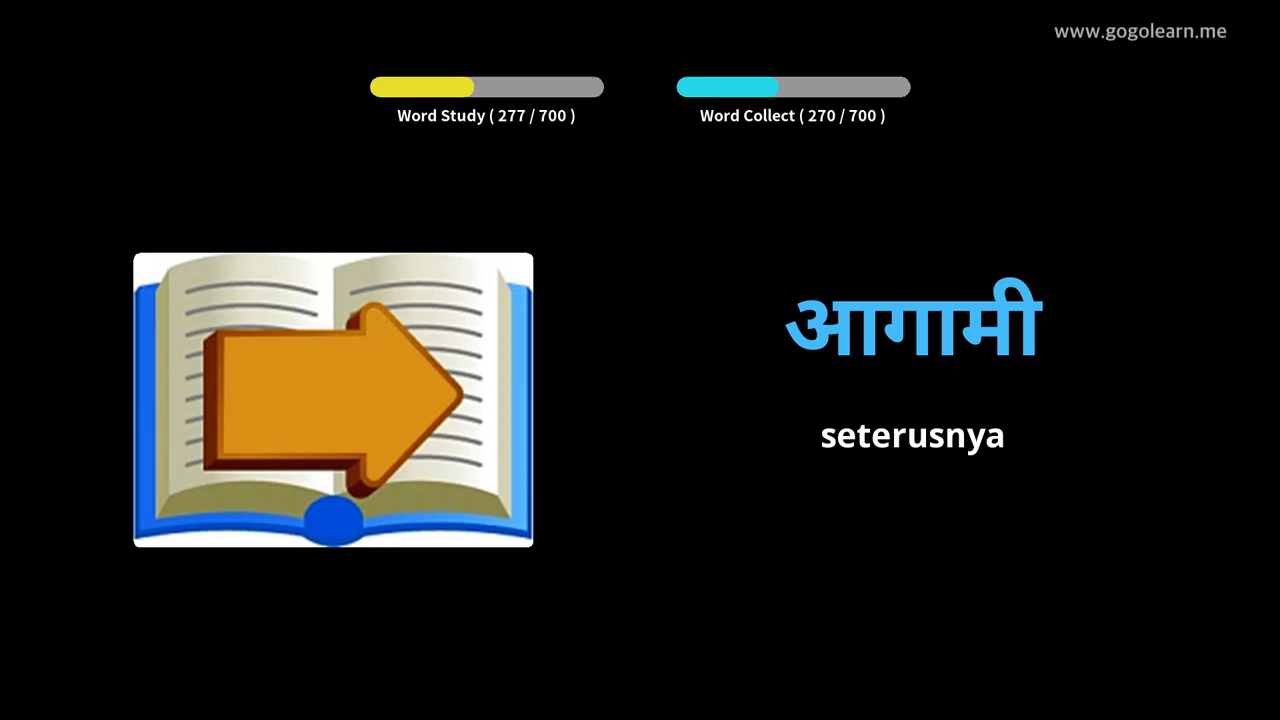 www.gogolearn.me
Word Study ( 277 / 700 )
Word Collect ( 270 / 700 )
आगामी
seterusnya